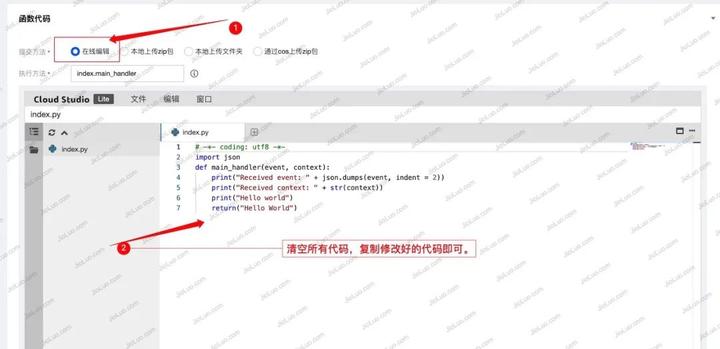 函数代码
1
提交方法 * 在线编辑 本地上传zip包 本地上传文件夹 通过cos上传zip包
执行方法 * index.main_handler
Cloud Studio Lite 文件 编辑 窗口
index.py
index.py
index.py
1 # -*- coding: utf8 -*-
2 import json
3 def main_handler(event, context):
4 print("Received event: " + json.dumps(event, indent = 2))
5 print("Received context: " + str(context))
6 print("Hello world")
7 return("Hello World")
2 清空所有代码，复制修改好的代码即可。
JioLuo.com